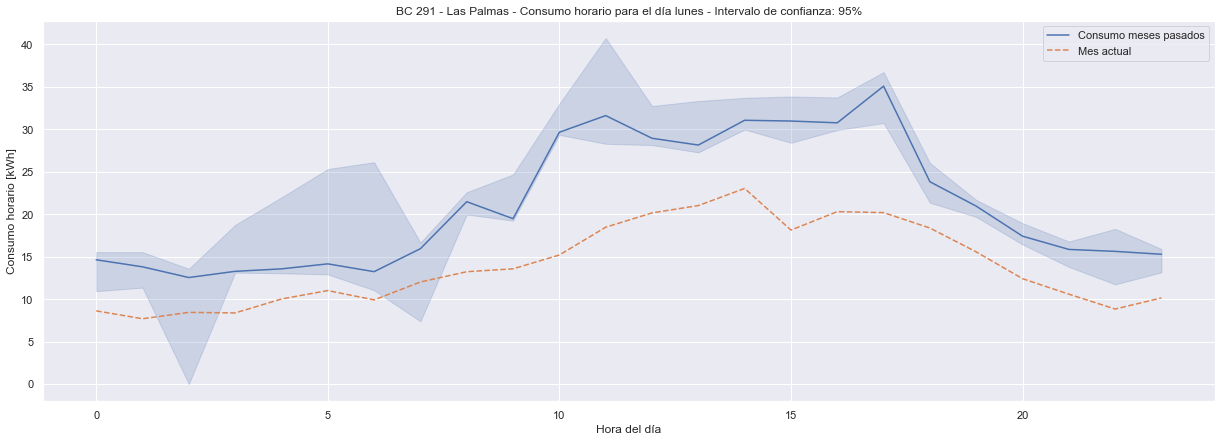 BC 291 - Las Palmas - Consumo horario para el día lunes - Intervalo de confianza: 95%
Consumo meses pasados
Mes actual
Consumo horario [kWh]
40
35
30
25
20
15
10
5
0
0 5 10 15 20
Hora del día